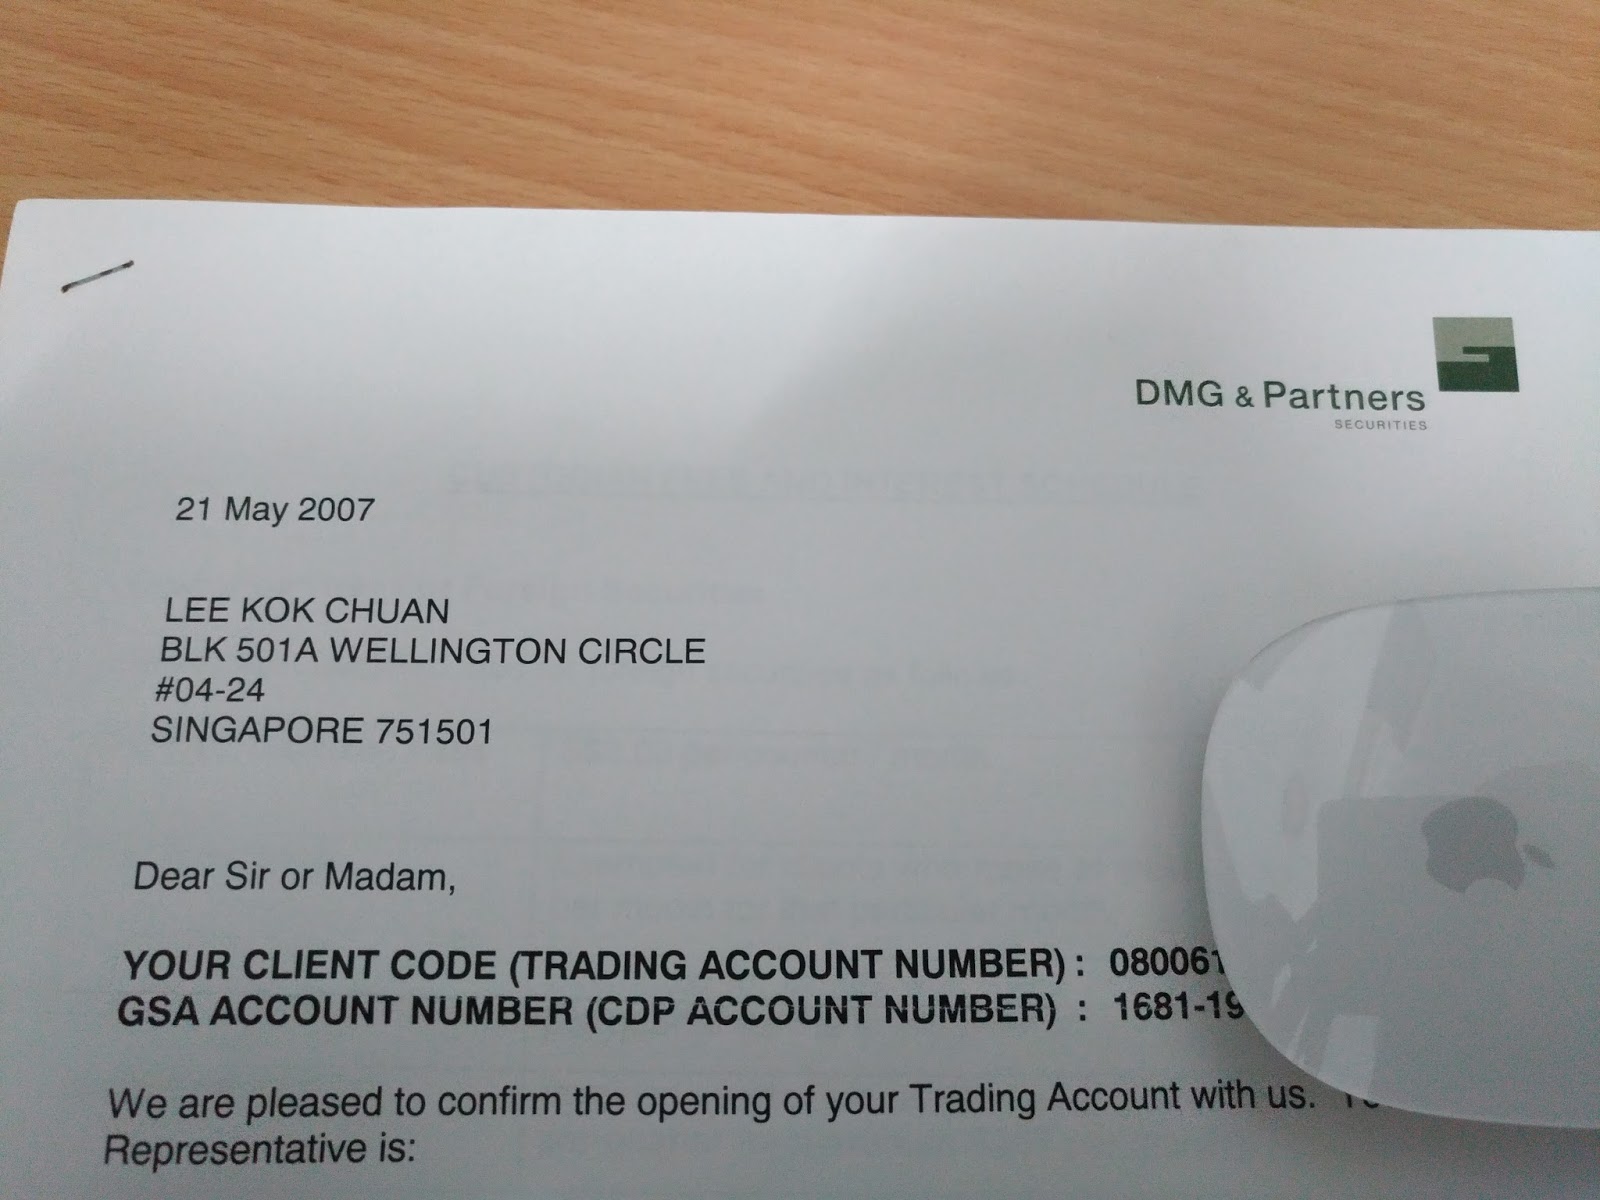 DMG & Partners
SECURITIES
21 May 2007
LEE KOK CHUAN
BLK 501A WELLINGTON CIRCLE
#04-24
SINGAPORE 751501
Dear Sir or Madam,
YOUR CLIENT CODE (TRADING ACCOUNT NUMBER) : 080061
GSA ACCOUNT NUMBER (CDP ACCOUNT NUMBER) : 1681-19
We are pleased to confirm the opening of your Trading Account with us.
Representative is: